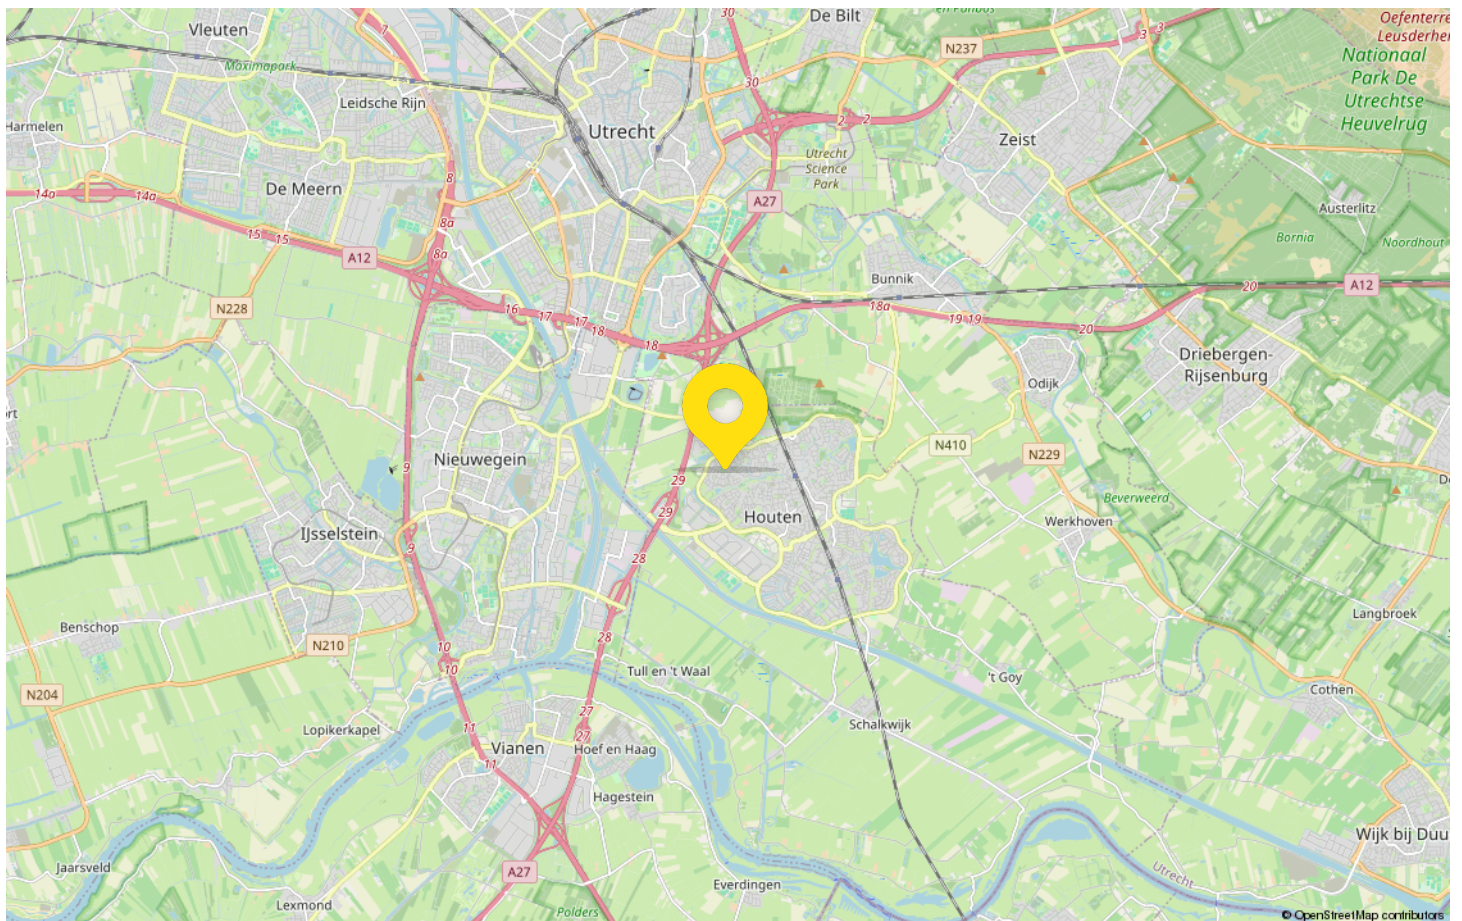 De Bilt
en Panbos
30
Oefenterre
Leusderhei
Vleuten
7
3
3
N237
Nationaal
Park De
Utrechtse
Heuvelrug
Maximapark
30
Leidsche Rijn
2
2
Harmelen
Utrecht
Zeist
Utrecht
Science
Park
8
De Meern
14a
14a
A27
Austerlitz
8a
15
15
Bornia
Noordhout
A12
8a
Bunnik
20
A12
N228
16
17
17
18
18a
19
19
20
18
Driebergen-
Rijsenburg
Odijk
ort
N410
N229
Nieuwegein
9
29
29
Beverweerd
Houten
Werkhoven
IJsselstein
9
28
Langbroek
Benschop
28
N210
10
10
Tull en 't Waal
't Goy
N204
Cothen
27
27
11
Schalkwijk
Lopikerkapel
Vianen
Hoef en Haag
11
Hagestein
Wijk bij Duu
Jaarsveld
A27
Utrecht
Everdingen
Lexmond
Polders
© OpenStreetMap contributors